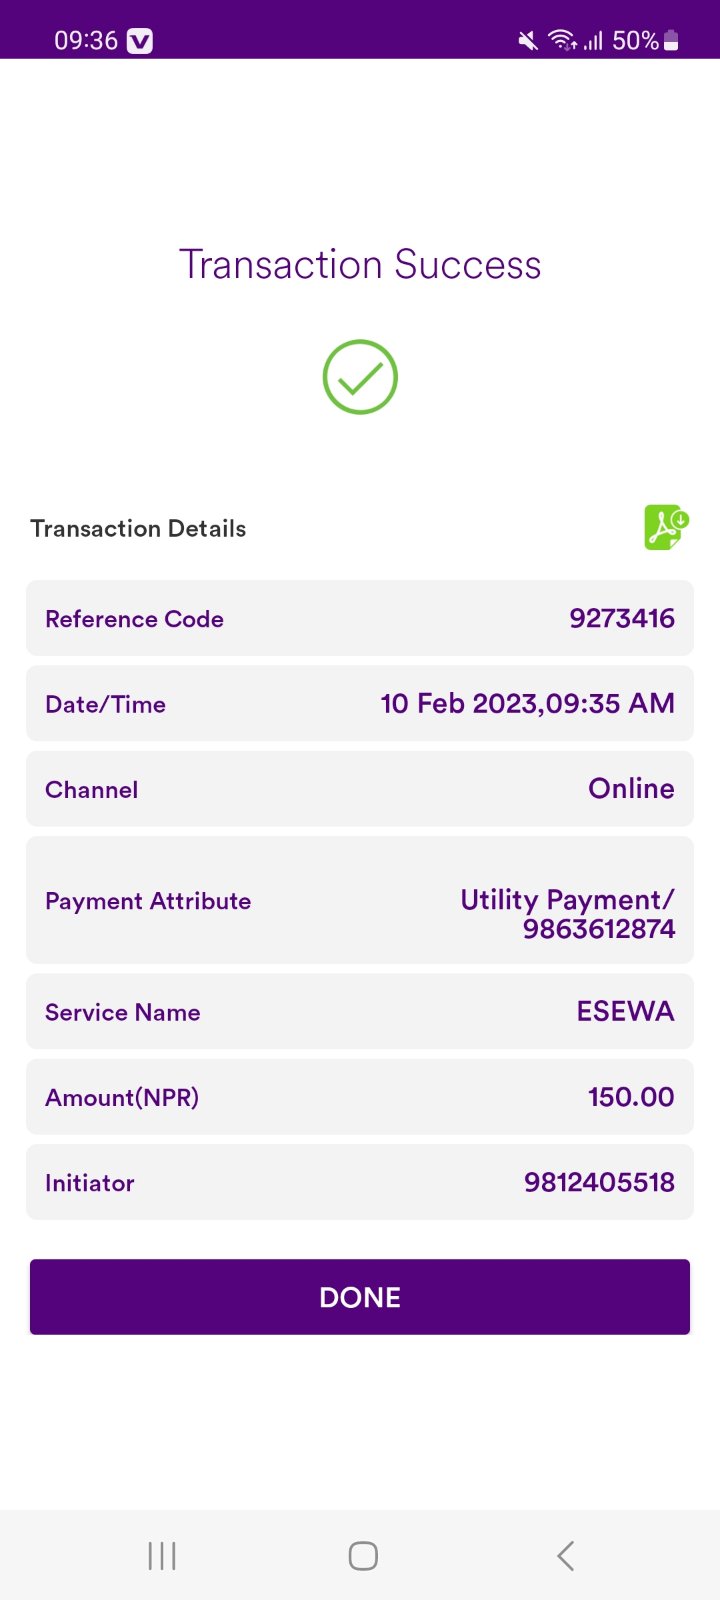 09:36
50%
Transaction Success
Transaction Details
Reference Code 9273416
Date/Time 10 Feb 2023,09:35 AM
Channel Online
Payment Attribute Utility Payment/
9863612874
Service Name ESEWA
Amount(NPR) 150.00
Initiator 9812405518
DONE